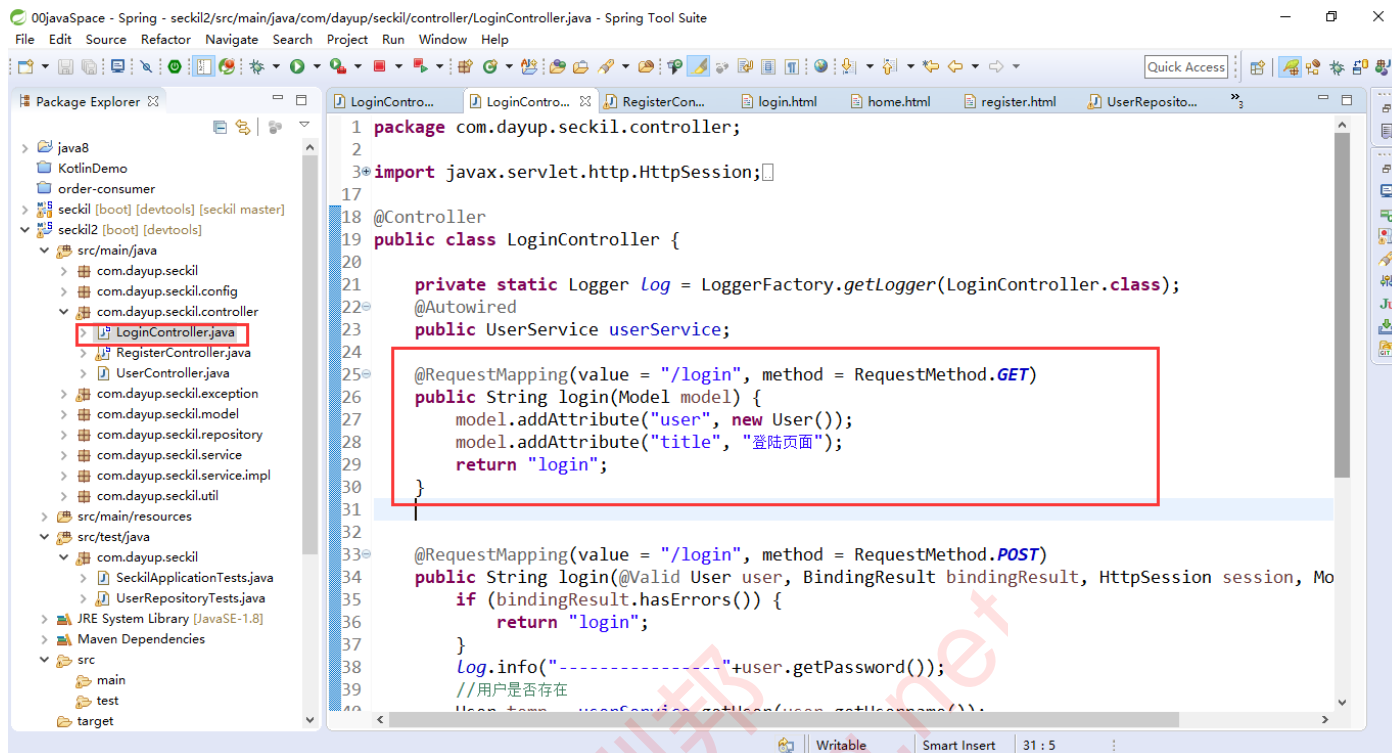 00javaSpace - Spring - seckil2/src/main/java/com/dayup/seckil/controller/LoginController.java - Spring Tool Suite
File Edit Source Refactor Navigate Search Project Run Window Help
Quick Access
Package Explorer
java8
KotlinDemo
order-consumer
seckil [boot] [devtools] [seckil master]
seckil2 [boot] [devtools]
src/main/java
com.dayup.seckil
com.dayup.seckil.config
com.dayup.seckil.controller
LoginController.java
RegisterController.java
UserController.java
com.dayup.seckil.exception
com.dayup.seckil.model
com.dayup.seckil.repository
com.dayup.seckil.service
com.dayup.seckil.service.impl
com.dayup.seckil.util
src/main/resources
src/test/java
com.dayup.seckil
SeckilApplicationTests.java
UserRepositoryTests.java
JRE System Library [JavaSE-1.8]
Maven Dependencies
src
main
test
target
LoginContro... LoginContro... RegisterCon... login.html home.html register.html UserReposito... »3
1 package com.dayup.seckil.controller;
2
3 import javax.servlet.http.HttpSession;
17
18 @Controller
19 public class LoginController {
20
21 private static Logger log = LoggerFactory.getLogger(LoginController.class);
22 @Autowired
23 public UserService userService;
24
25 @RequestMapping(value = "/login", method = RequestMethod.GET)
26 public String login(Model model) {
27 model.addAttribute("user", new User());
28 model.addAttribute("title", "登陆页面");
29 return "login";
30 }
31
32
33 @RequestMapping(value = "/login", method = RequestMethod.POST)
34 public String login(@Valid User user, BindingResult bindingResult, HttpSession session, Mo
35 if (bindingResult.hasErrors()) {
36 return "login";
37 }
38 log.info("----------------"+user.getPassword());
39 //用户是否存在
Writable Smart Insert 31 : 5